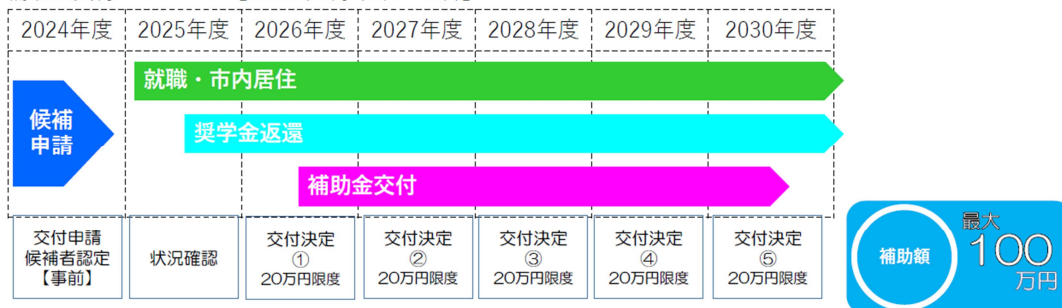 2024年度 2025年度 2026年度 2027年度 2028年度 2029年度 2030年度
就職・市内居住
候補
申請
奨学金返還
補助金交付
交付申請
候補者認定
【事前】
状況確認
交付決定
①
20万円限度
交付決定
②
20万円限度
交付決定
③
20万円限度
交付決定
④
20万円限度
交付決定
⑤
20万円限度
補助額
最大
100
万円